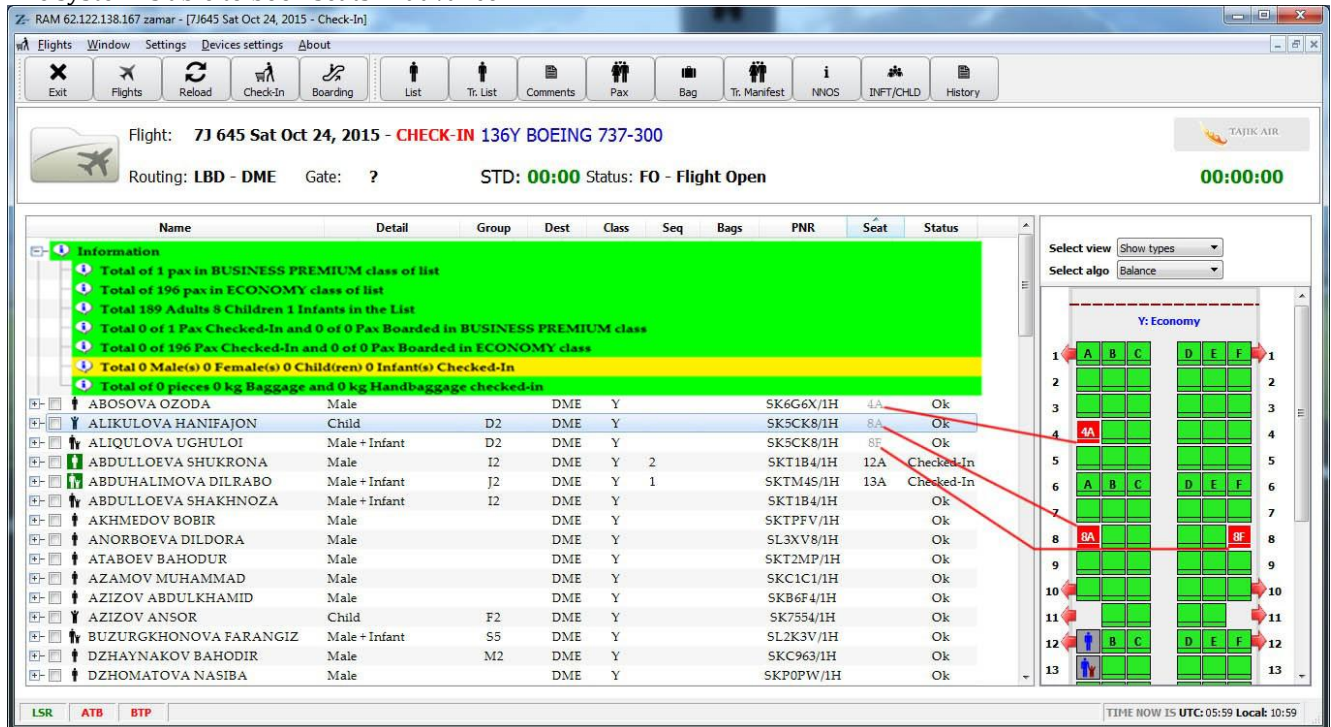 RAM 62.122.138.167 zamar - [7J645 Sat Oct 24, 2015 - Check-In]
Flights Window Settings Devices settings About
Exit Flights Reload Check-In Boarding List Tr. List Comments Pax Bag Tr. Manifest NNOS INFT/CHLD History
Flight: 7J 645 Sat Oct 24, 2015 - CHECK-IN 136Y BOEING 737-300
TAJIK AIR
Routing: LBD - DME Gate: ? STD: 00:00 Status: FO - Flight Open 00:00:00
Name Detail Group Dest Class Seq Bags PNR Seat Status
Information
Total of 1 pax in BUSINESS PREMIUM class of list
Total of 196 pax in ECONOMY class of list
Total 189 Adults 8 Children 1 Infants in the List
Total 0 of 1 Pax Checked-In and 0 of 0 Pax Boarded in BUSINESS PREMIUM class
Total 0 of 196 Pax Checked-In and 0 of 0 Pax Boarded in ECONOMY class
Total 0 Male(s) 0 Female(s) 0 Child(ren) 0 Infant(s) Checked-In
Total of 0 pieces 0 kg Baggage and 0 kg Handbaggage checked-in
ABOSOVA OZODA Male DME Y SK6G6X/1H 4A Ok
ALIKULOVA HANIFAJON Child D2 DME Y SK5CK8/1H 8A Ok
ALIQULOVA UGHULOI Male + Infant D2 DME Y SK5CK8/1H 8F Ok
ABDULLOEVA SHUKRONA Male I2 DME Y 2 SKT1B4/1H 12A Checked-In
ABDUHALIMOVA DILRABO Male + Infant J2 DME Y 1 SKTM4S/1H 13A Checked-In
ABDULLOEVA SHAKHNOZA Male + Infant I2 DME Y SKT1B4/1H Ok
AKHMEDOV BOBIR Male DME Y SKTPFV/1H Ok
ANORBOEVA DILDORA Male DME Y SL3XV8/1H Ok
ATABOEV BAHODUR Male DME Y SKT2MP/1H Ok
AZAMOV MUHAMMAD Male DME Y SKC1C1/1H Ok
AZIZOV ABDULKHAMID Male DME Y SKB6F4/1H Ok
AZIZOV ANSOR Child F2 DME Y SK7554/1H Ok
BUZURGKHONOVA FARANGIZ Male + Infant S5 DME Y SL2K3V/1H Ok
DZHAYNAKOV BAHODIR Male M2 DME Y SKC963/1H Ok
DZHOMATOVA NASIBA Male DME Y SKP0PW/1H Ok
Select view Show types
Select algo Balance
Y: Economy
1 A B C D E F 1
2 2
3 3
4 4A 4
5 5
6 A B C D E F 6
7 7
8 8A 8F 8
9 9
10 10
11 11
12 B C D E F 12
13 13
LSR ATB BTP TIME NOW IS UTC: 05:59 Local: 10:59